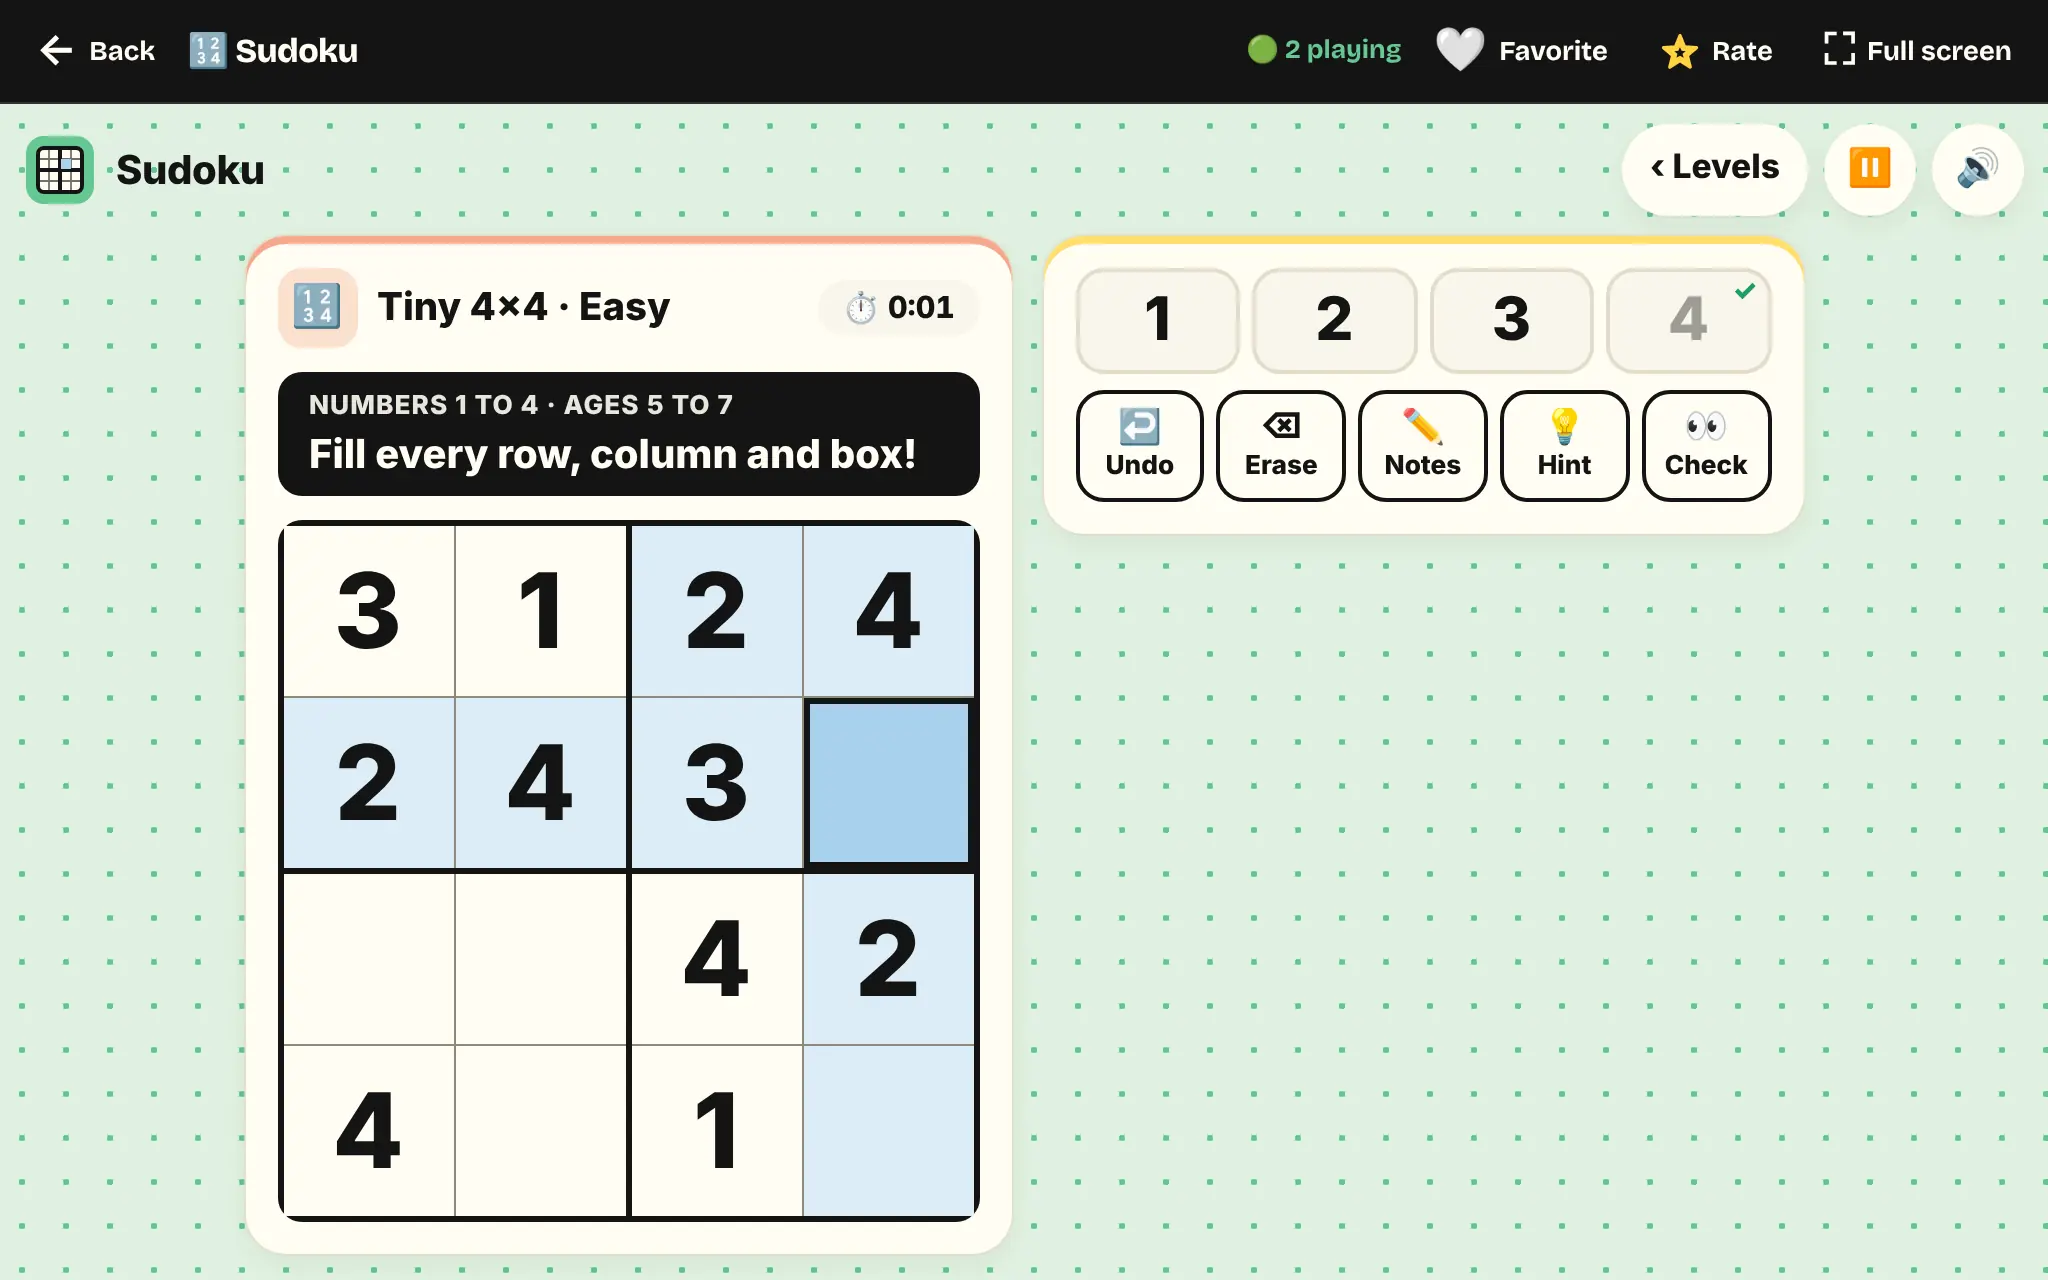 Back
Sudoku
2 playing
Favorite
Rate
Full screen
Sudoku
‹ Levels
Tiny 4×4 · Easy
0:01
NUMBERS 1 TO 4 · AGES 5 TO 7
Fill every row, column and box!
3 1 2 4
2 4 3
4 2
4 1
1 2 3 4
Undo
Erase
Notes
Hint
Check